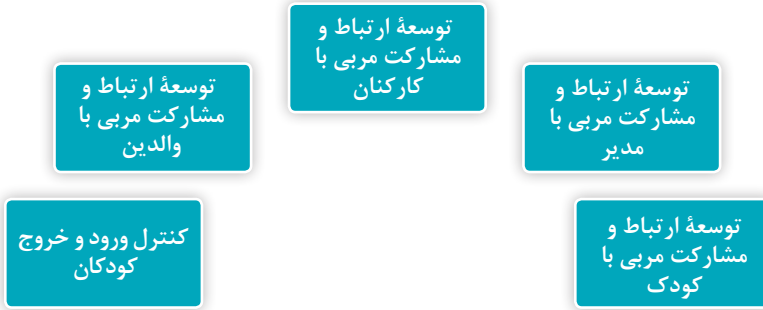 توسعهٔ ارتباط و
مشارکت مربی با
کارکنان
توسعهٔ ارتباط و
مشارکت مربی با
مدیر
توسعهٔ ارتباط و
مشارکت مربی با
والدین
توسعهٔ ارتباط و
مشارکت مربی با
کودک
کنترل ورود و خروج
کودکان